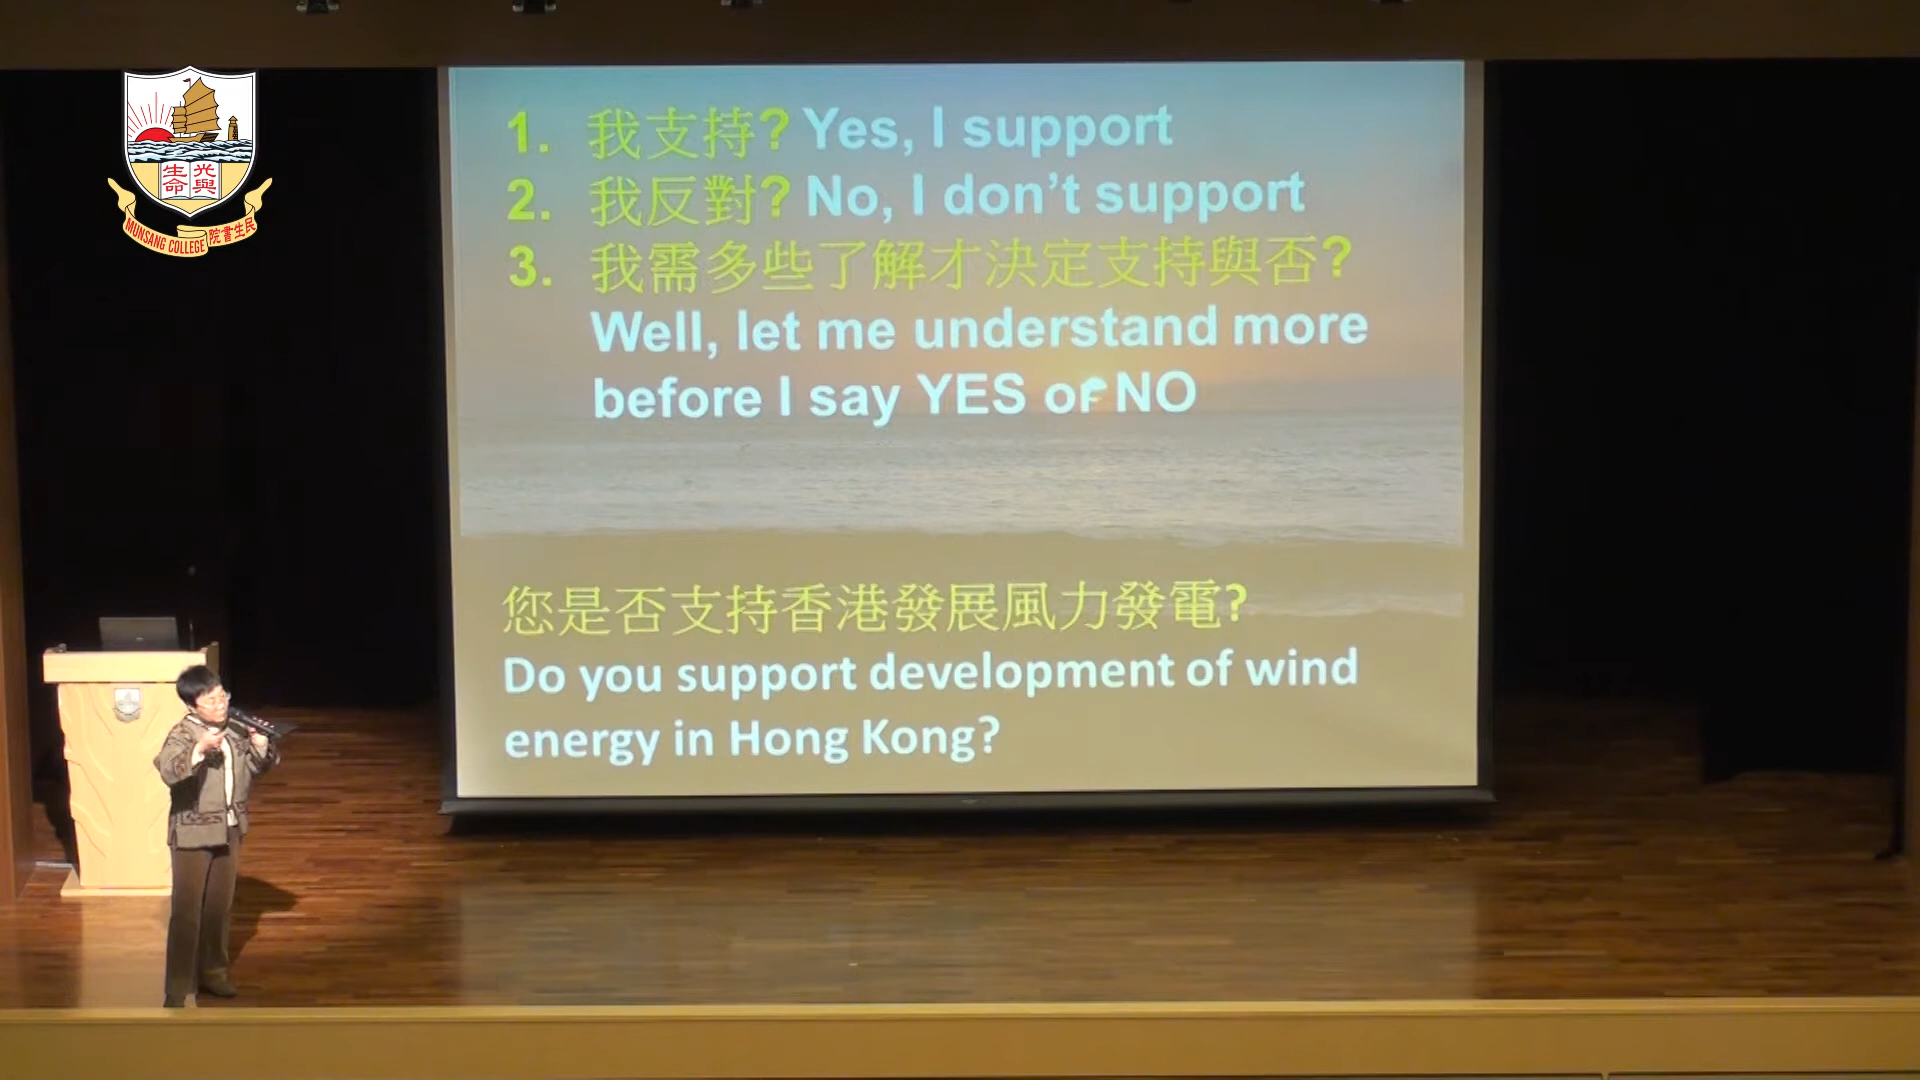 光與
生命
MUNSANG COLLEGE 院書生民
1. 我支持? Yes, I support
2. 我反對? No, I don't support
3. 我需多些了解才決定支持與否?
Well, let me understand more
before I say YES or NO
您是否支持香港發展風力發電?
Do you support development of wind
energy in Hong Kong?